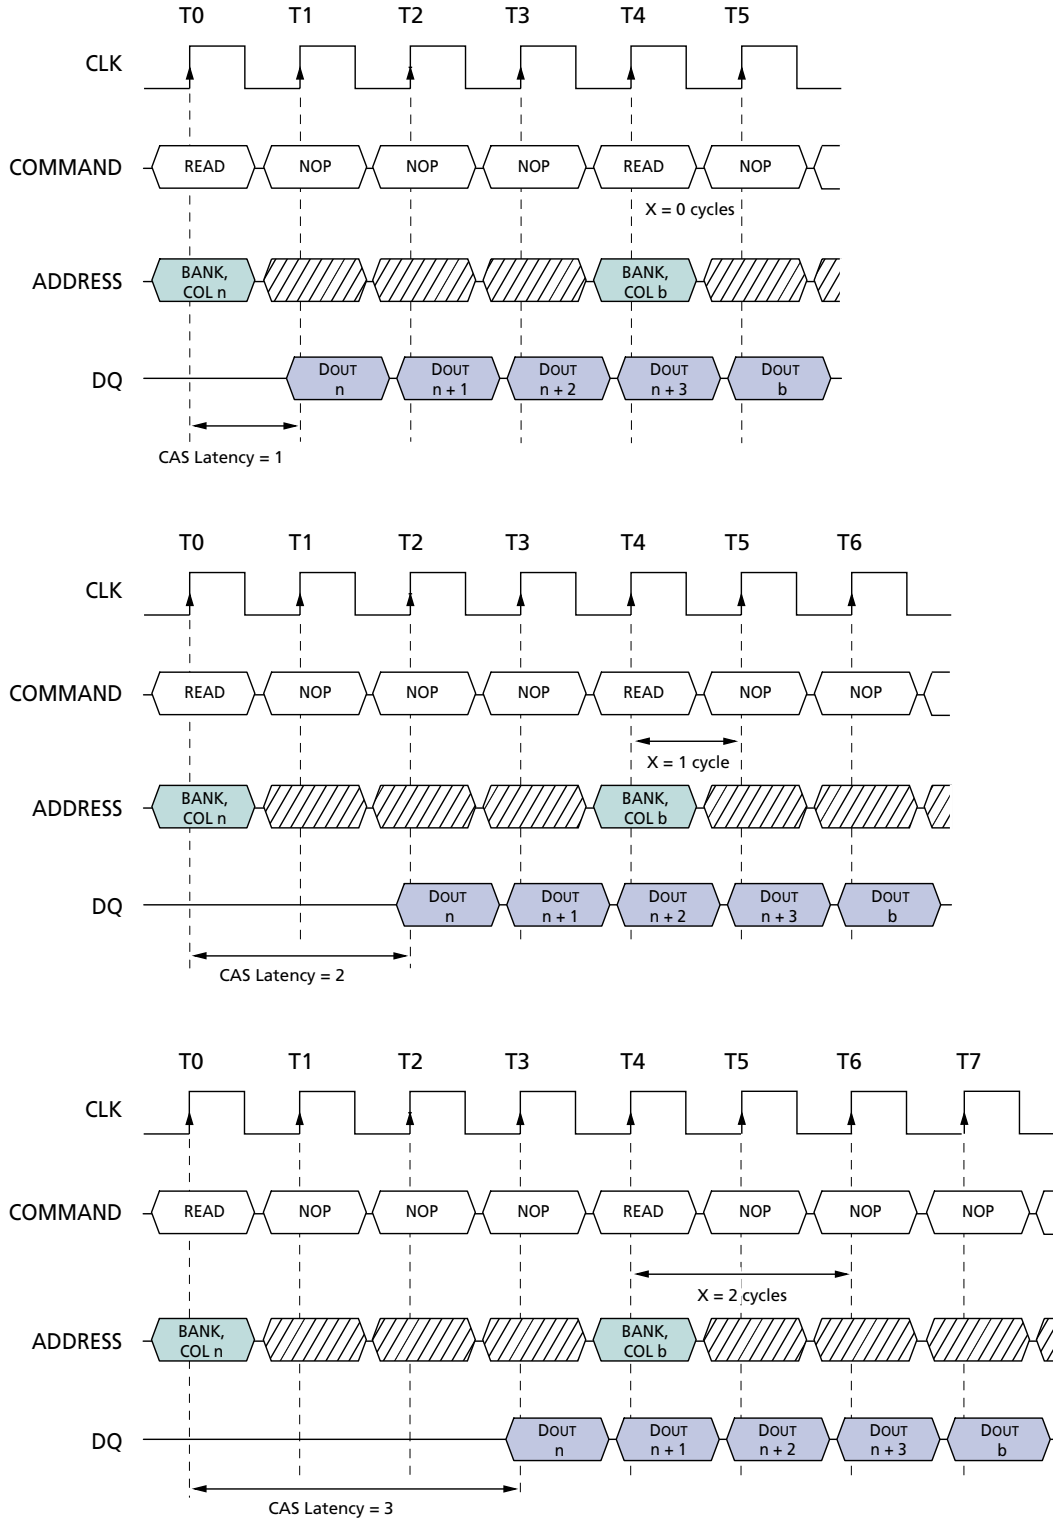 T0 T1 T2 T3 T4 T5
CLK
COMMAND READ NOP NOP NOP READ NOP
X = 0 cycles
ADDRESS BANK, COL n BANK, COL b
DQ DOUT n DOUT n + 1 DOUT n + 2 DOUT n + 3 DOUT b
CAS Latency = 1
T0 T1 T2 T3 T4 T5 T6
CLK
COMMAND READ NOP NOP NOP READ NOP NOP
X = 1 cycle
ADDRESS BANK, COL n BANK, COL b
DQ DOUT n DOUT n + 1 DOUT n + 2 DOUT n + 3 DOUT b
CAS Latency = 2
T0 T1 T2 T3 T4 T5 T6 T7
CLK
COMMAND READ NOP NOP NOP READ NOP NOP NOP
X = 2 cycles
ADDRESS BANK, COL n BANK, COL b
DQ DOUT n DOUT n + 1 DOUT n + 2 DOUT n + 3 DOUT b
CAS Latency = 3